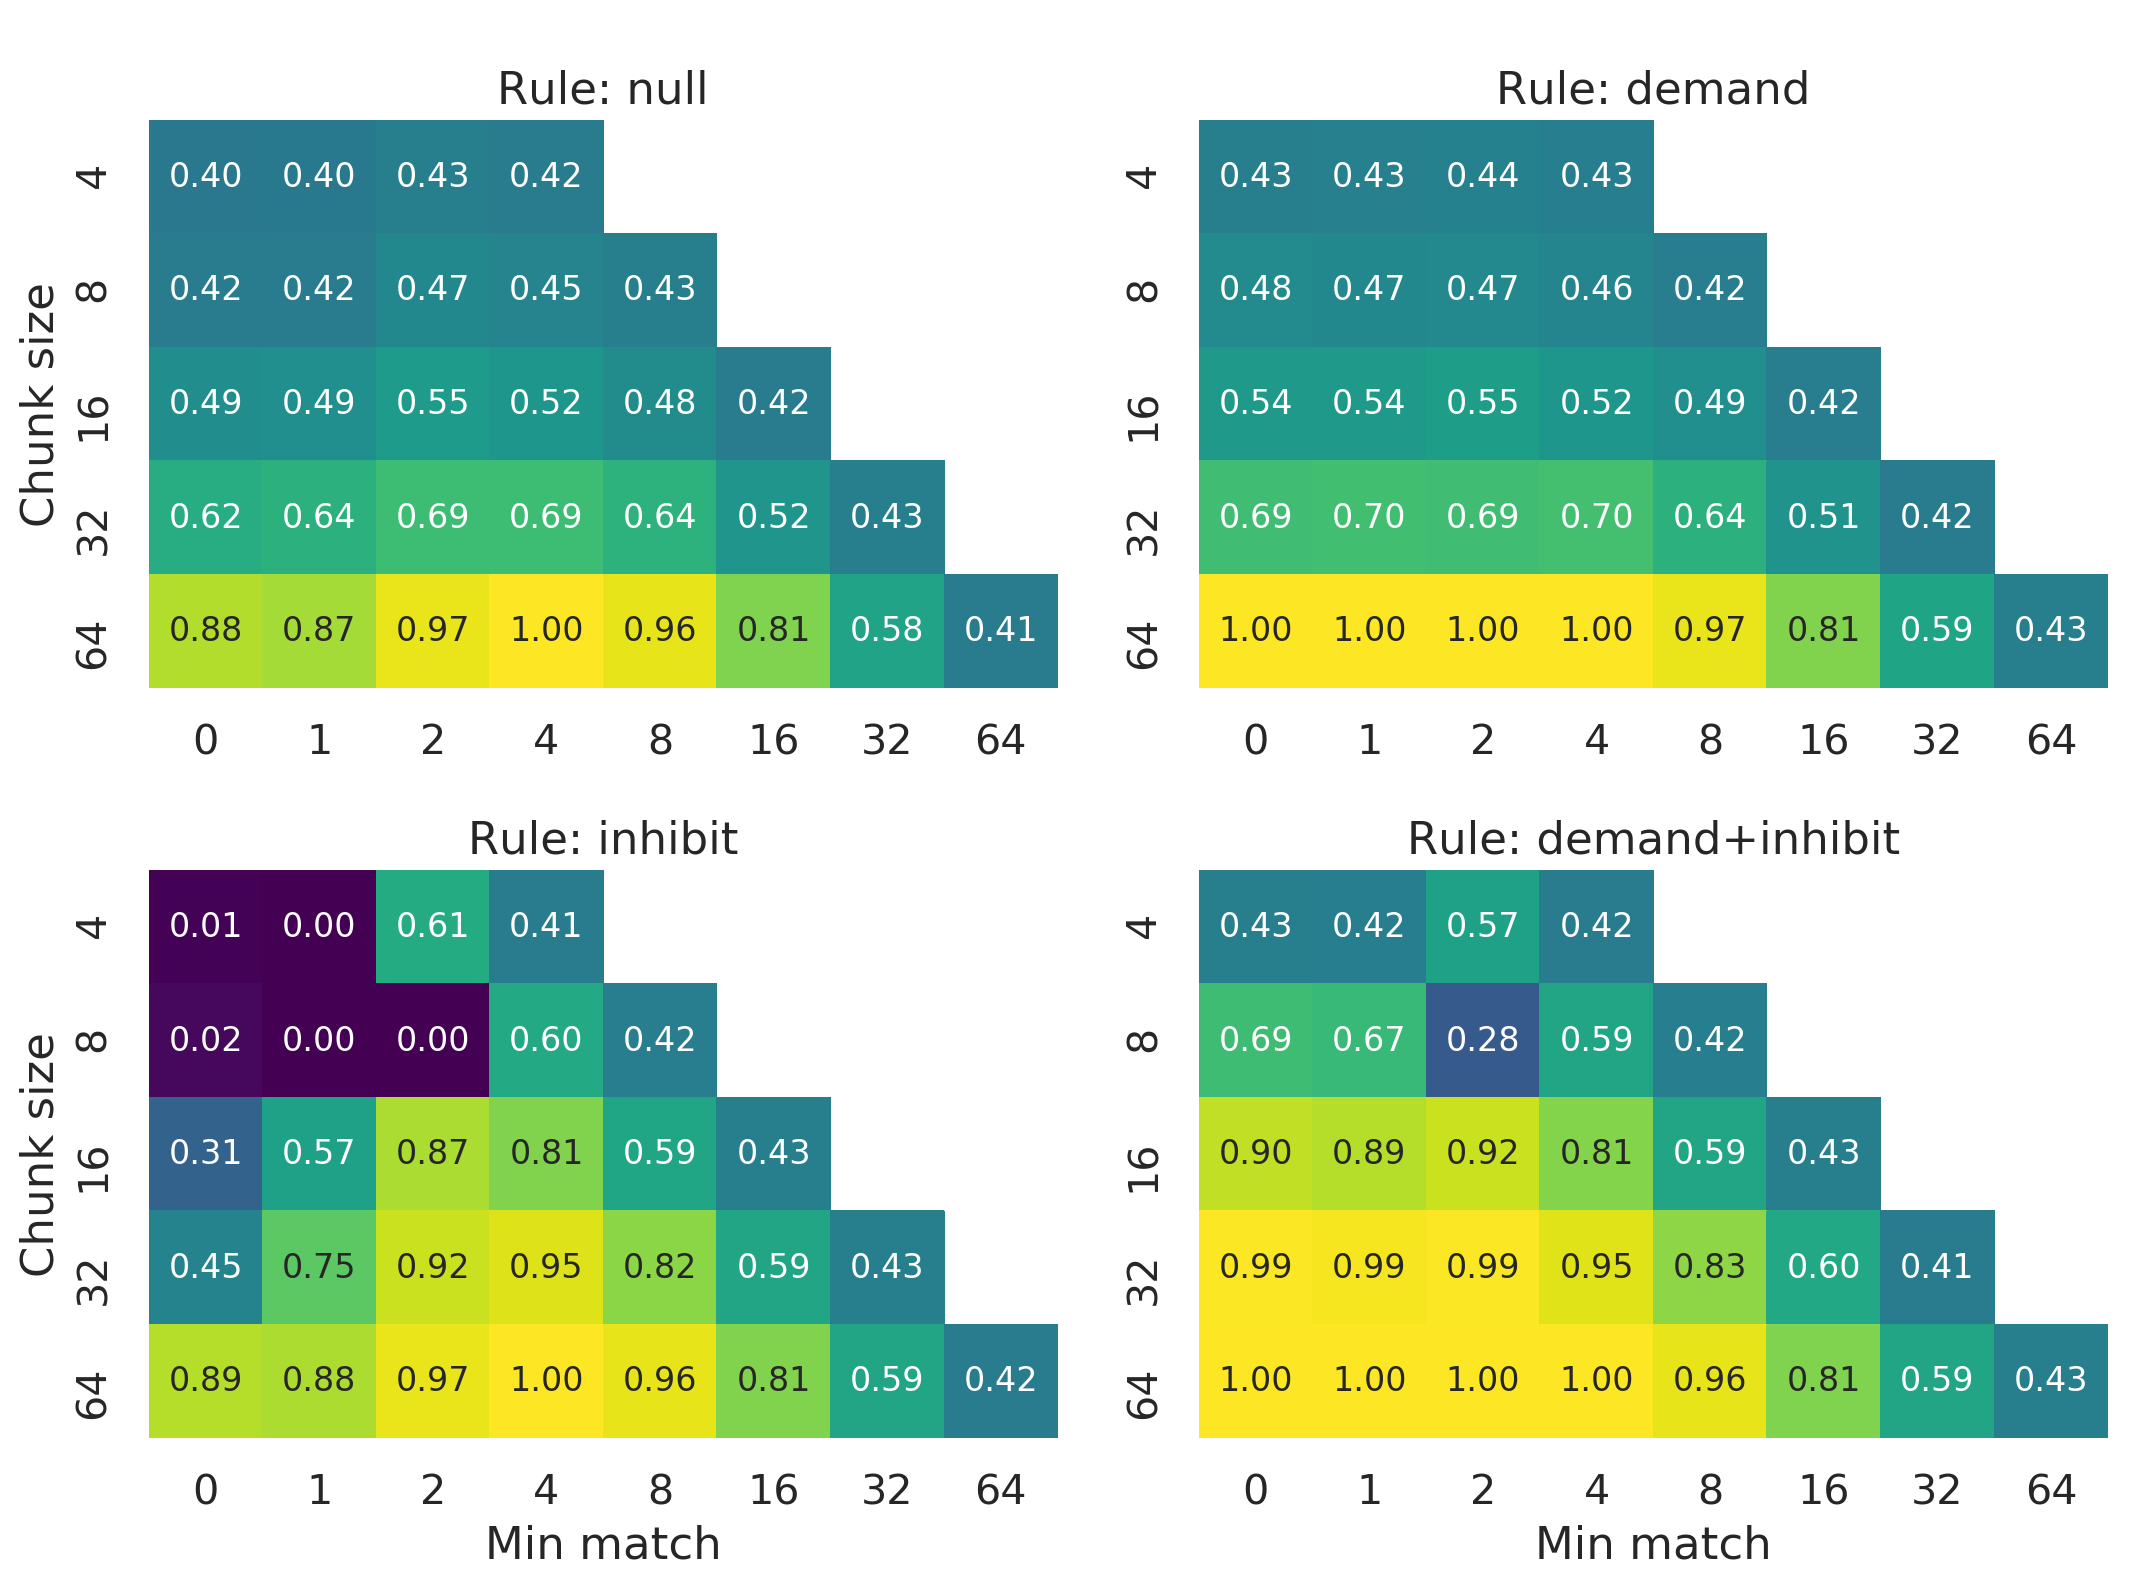 Rule: null
4 0.40 0.40 0.43 0.42
8 0.42 0.42 0.47 0.45 0.43
16 0.49 0.49 0.55 0.52 0.48 0.42
32 0.62 0.64 0.69 0.69 0.64 0.52 0.43
64 0.88 0.87 0.97 1.00 0.96 0.81 0.58 0.41
Chunk size
0 1 2 4 8 16 32 64
Rule: demand
4 0.43 0.43 0.44 0.43
8 0.48 0.47 0.47 0.46 0.42
16 0.54 0.54 0.55 0.52 0.49 0.42
32 0.69 0.70 0.69 0.70 0.64 0.51 0.42
64 1.00 1.00 1.00 1.00 0.97 0.81 0.59 0.43
0 1 2 4 8 16 32 64
Rule: inhibit
4 0.01 0.00 0.61 0.41
8 0.02 0.00 0.00 0.60 0.42
16 0.31 0.57 0.87 0.81 0.59 0.43
32 0.45 0.75 0.92 0.95 0.82 0.59 0.43
64 0.89 0.88 0.97 1.00 0.96 0.81 0.59 0.42
Chunk size
0 1 2 4 8 16 32 64
Min match
Rule: demand+inhibit
4 0.43 0.42 0.57 0.42
8 0.69 0.67 0.28 0.59 0.42
16 0.90 0.89 0.92 0.81 0.59 0.43
32 0.99 0.99 0.99 0.95 0.83 0.60 0.41
64 1.00 1.00 1.00 1.00 0.96 0.81 0.59 0.43
0 1 2 4 8 16 32 64
Min match